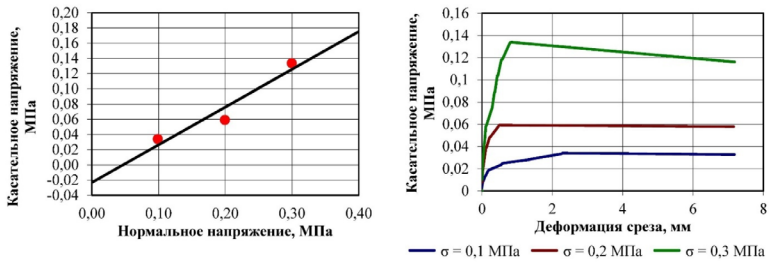 Касательное напряжение,
МПа
0,20
0,18
0,16
0,14
0,12
0,10
0,08
0,06
0,04
0,02
0,00
-0,02
-0,04
0,00 0,10 0,20 0,30 0,40
Нормальное напряжение, МПа
Касательное напряжение,
МПа
0,16
0,14
0,12
0,1
0,08
0,06
0,04
0,02
0
0 2 4 6 8
Деформация среза, мм
σ = 0,1 МПа σ = 0,2 МПа σ = 0,3 МПа